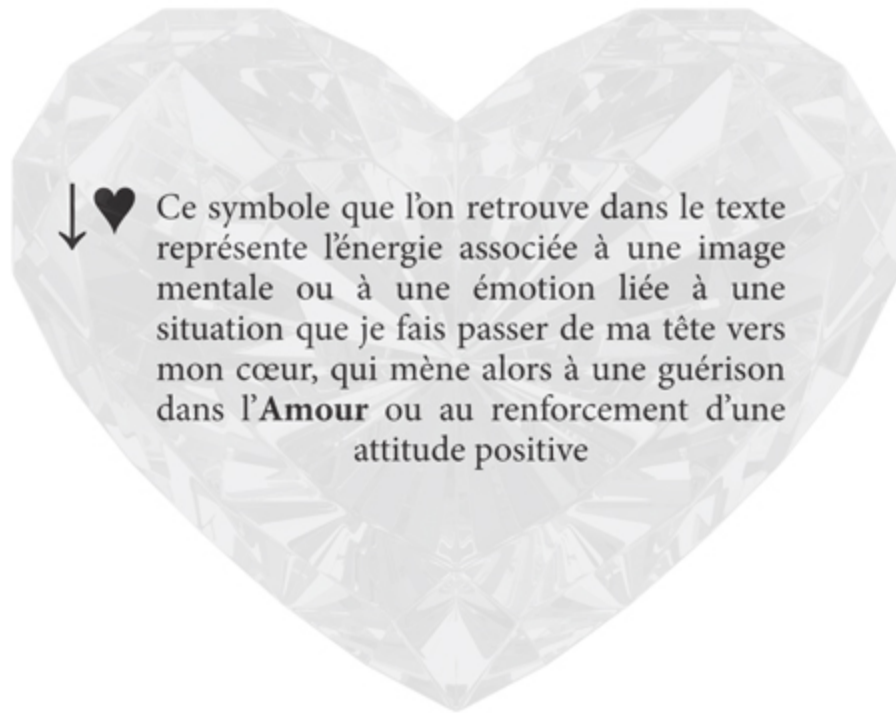 ↓♥ Ce symbole que l’on retrouve dans le texte
représente l’énergie associée à une image
mentale ou à une émotion liée à une
situation que je fais passer de ma tête vers
mon cœur, qui mène alors à une guérison
dans l’Amour ou au renforcement d’une
attitude positive